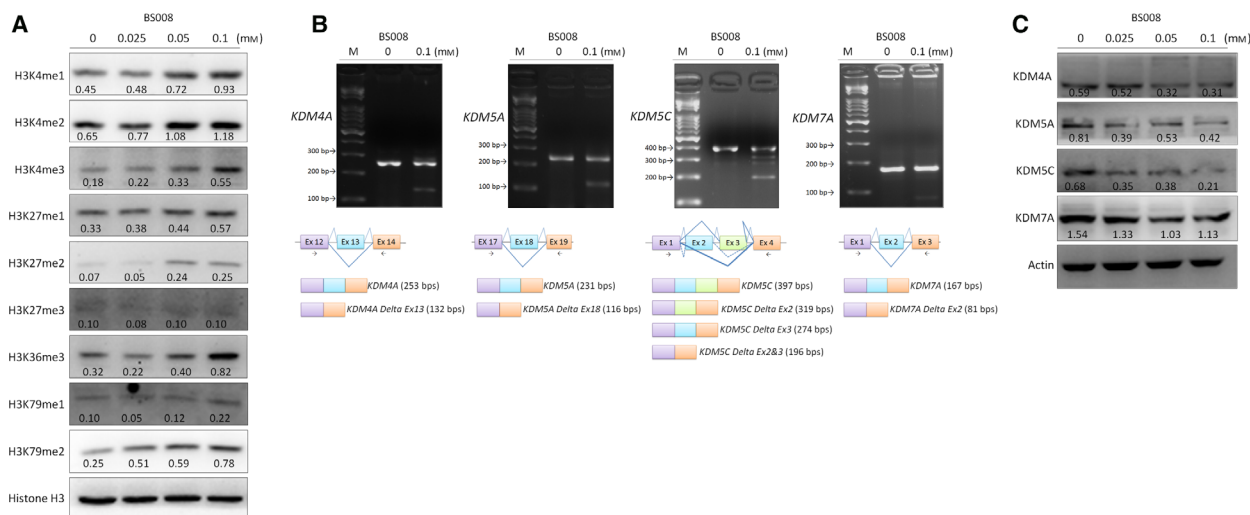 A
BS008
0 0.025 0.05 0.1 (mM)
H3K4me1
0.45 0.48 0.72 0.93
H3K4me2
0.65 0.77 1.08 1.18
H3K4me3
0.18 0.22 0.33 0.55
H3K27me1
0.33 0.38 0.44 0.57
H3K27me2
0.07 0.05 0.24 0.25
H3K27me3
0.10 0.08 0.10 0.10
H3K36me3
0.32 0.22 0.40 0.82
H3K79me1
0.10 0.05 0.12 0.22
H3K79me2
0.25 0.51 0.59 0.78
Histone H3
B
BS008
M 0 0.1 (mM)
KDM4A
300 bp→
200 bp→
100 bp→
Ex 12 Ex 13 Ex 14
KDM4A (253 bps)
KDM4A Delta Ex13 (132 bps)
BS008
M 0 0.1 (mM)
KDM5A
300 bp→
200 bp→
100 bp→
EX 17 Ex 18 Ex 19
KDM5A (231 bps)
KDM5A Delta Ex18 (116 bps)
BS008
M 0 0.1 (mM)
KDM5C
400 bp→
300 bp→
200 bp→
Ex 1 Ex 2 Ex 3 Ex 4
KDM5C (397 bps)
KDM5C Delta Ex2 (319 bps)
KDM5C Delta Ex3 (274 bps)
KDM5C Delta Ex2&3 (196 bps)
BS008
M 0 0.1 (mM)
KDM7A
300 bp→
200 bp→
100 bp→
Ex 1 Ex 2 Ex 3
KDM7A (167 bps)
KDM7A Delta Ex2 (81 bps)
C
BS008
0 0.025 0.05 0.1 (mM)
KDM4A
0.59 0.52 0.32 0.31
KDM5A
0.81 0.39 0.53 0.42
KDM5C
0.68 0.35 0.38 0.21
KDM7A
1.54 1.33 1.03 1.13
Actin